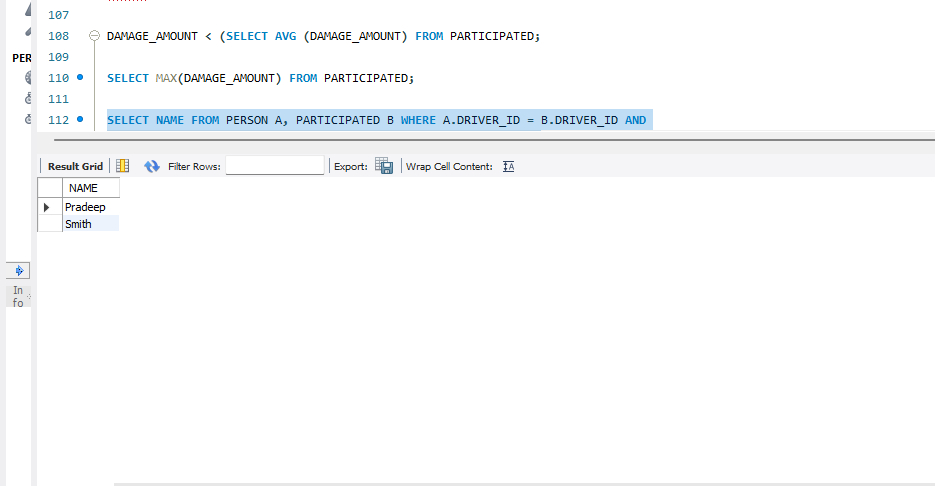 107
108 DAMAGE_AMOUNT < (SELECT AVG (DAMAGE_AMOUNT) FROM PARTICIPATED;
PER
109
110 SELECT MAX(DAMAGE_AMOUNT) FROM PARTICIPATED;
111
112 SELECT NAME FROM PERSON A, PARTICIPATED B WHERE A.DRIVER_ID = B.DRIVER_ID AND
Result Grid Filter Rows: Export: Wrap Cell Content: IA
NAME
Pradeep
Smith
In
fo